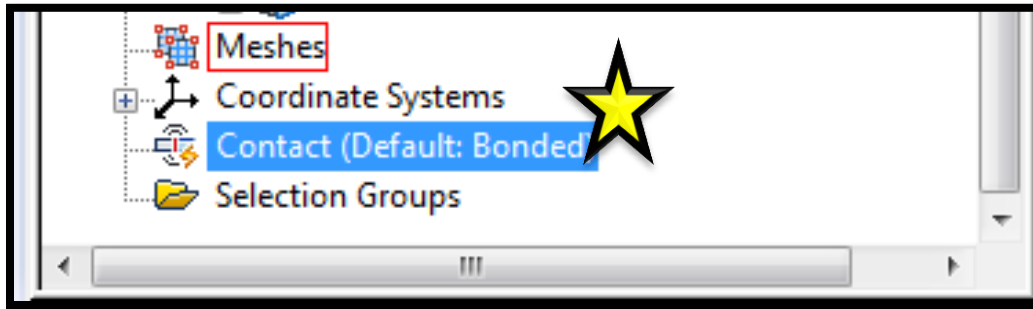 Meshes
Coordinate Systems
Contact (Default: Bonded)
Selection Groups